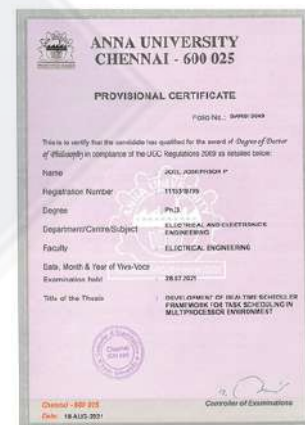 ANNA UNIVERSITY
CHENNAI - 600 025
PROVISIONAL CERTIFICATE
Folio No.:
This is to certify that the candidate has qualified for the award of Degree of Doctor
of Philosophy in compliance of the UGC Regulations 2009 as detailed below:
Name JOEL JOSEPHSON P
Registration Number
Degree : Ph.D.
Department/Centre/Subject : ELECTRICAL AND ELECTRONICS
ENGINEERING
Faculty : ELECTRICAL ENGINEERING
Date, Month & Year of Viva-Voce
Examination held : 28.07.2021
Title of the Thesis : DEVELOPMENT OF REAL TIME SCHEDULER
FRAMEWORK FOR TASK SCHEDULING IN
MULTIPROCESSOR ENVIRONMENT
Chennai - 600 025
Date: 18 AUG 2021
Controller of Examinations